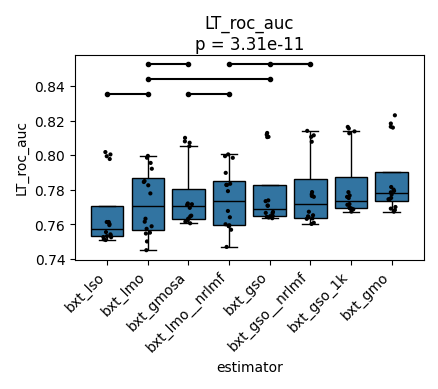 LT_roc_auc
p = 3.31e-11
LT_roc_auc
0.84
0.82
0.80
0.78
0.76
0.74
bxt_lso
bxt_lmo
bxt_gmosa
bxt_lmo__nrlmf
bxt_gso
bxt_gso__nrlmf
bxt_gso_1k
bxt_gmo
estimator